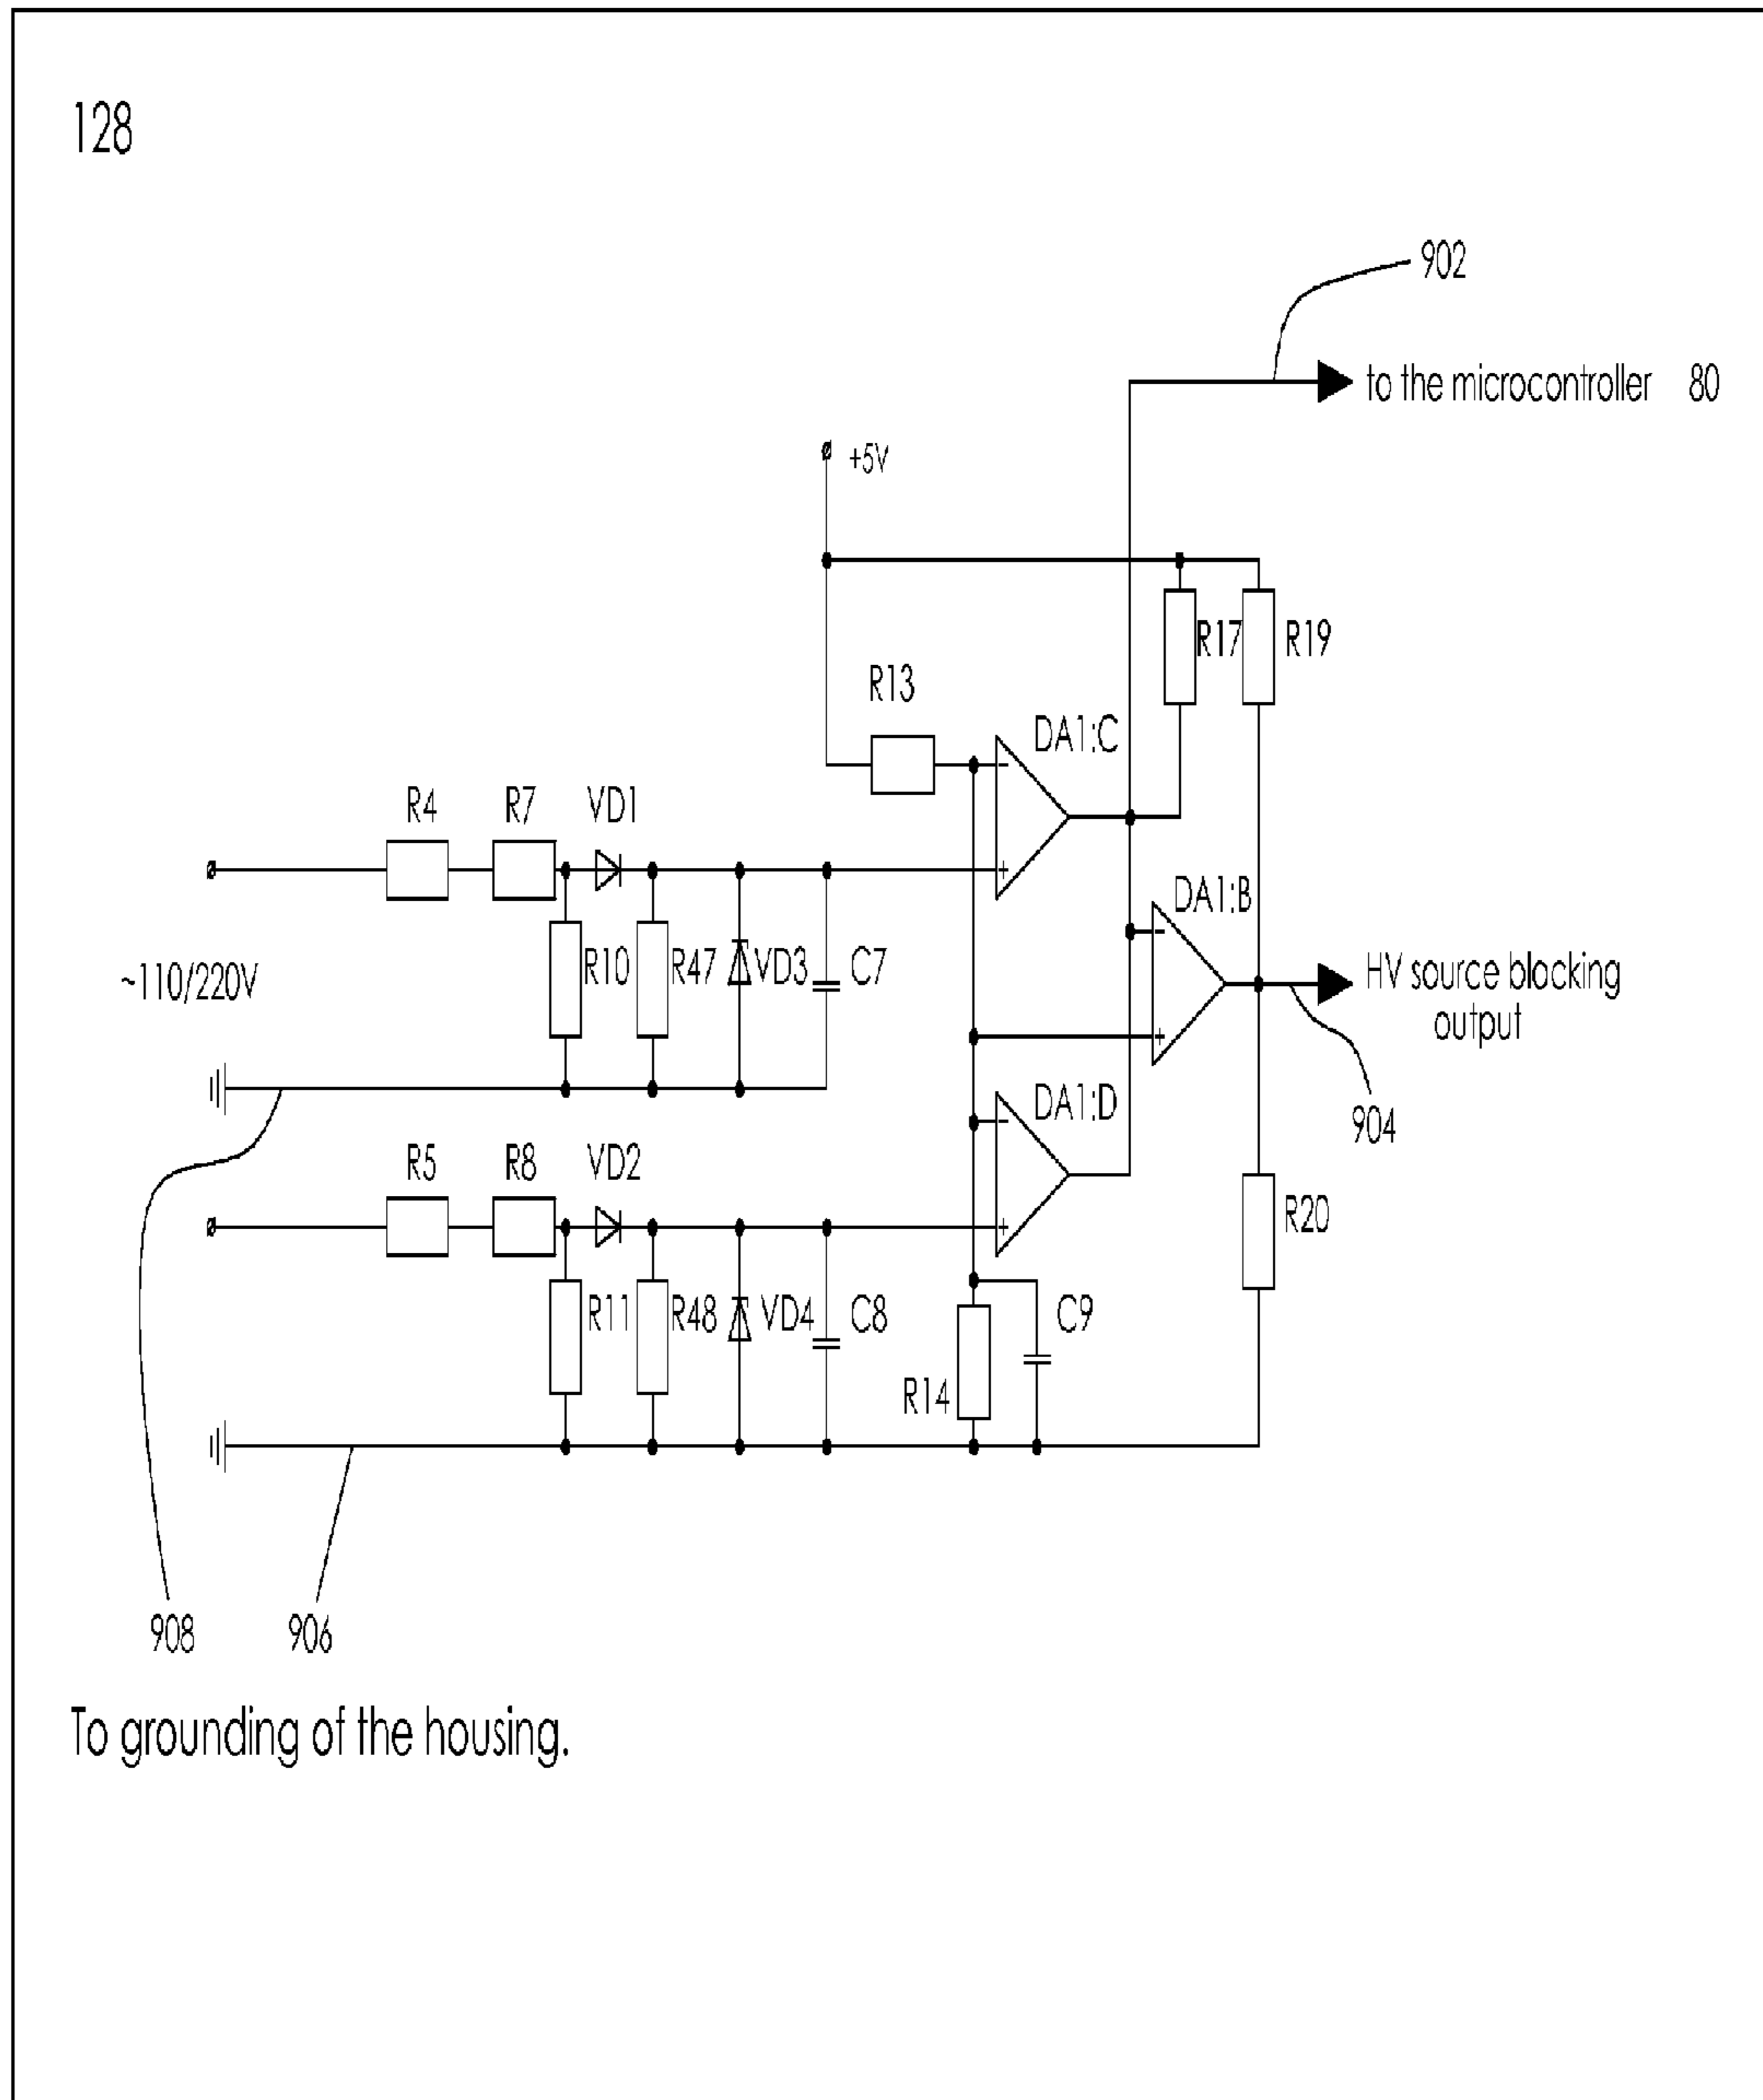 128
902
to the microcontroller 80
+5V
R17
R19
R13
DA1:C
R4
R7
VD1
DA1:B
R10
R47
VD3
C7
~110/220V
HV source blocking
output
DA1:D
904
R5
R8
VD2
R20
R11
R48
VD4
C8
C9
R14
908
906
To grounding of the housing.